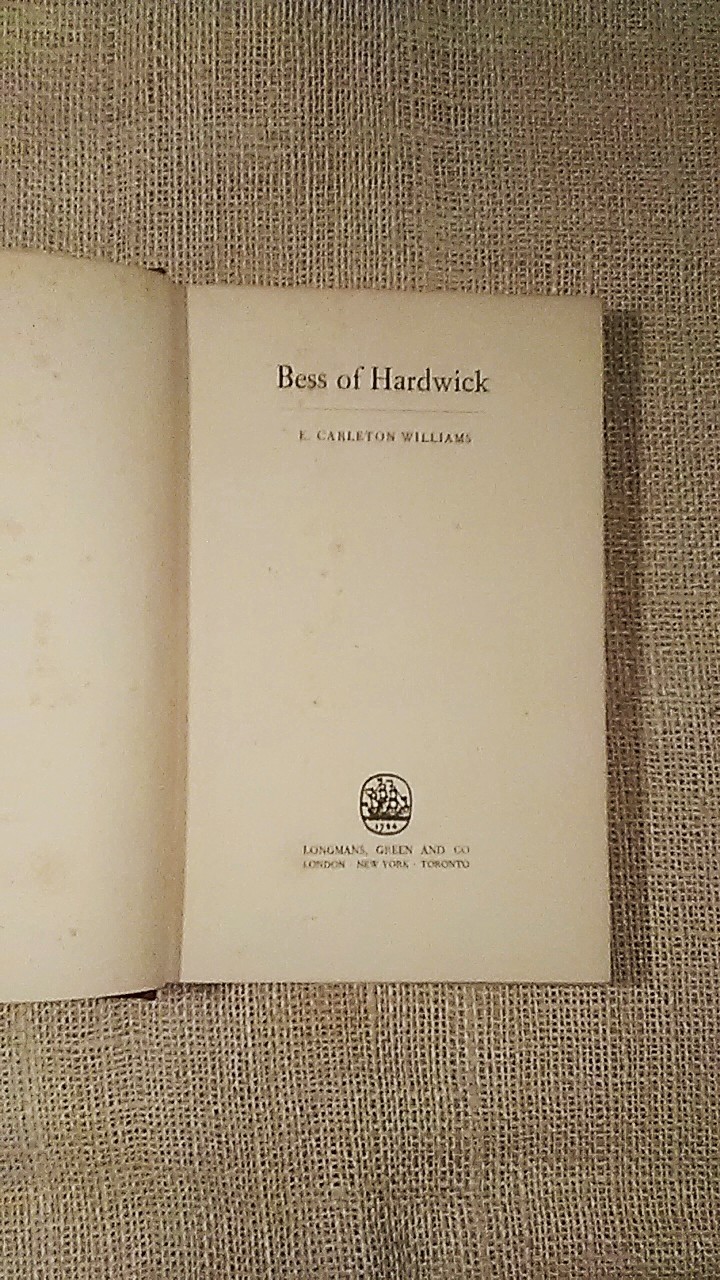 Bess of Hardwick
E. CARLETON WILLIAMS
1724
LONGMANS, GREEN AND CO
LONDON · NEW YORK · TORONTO